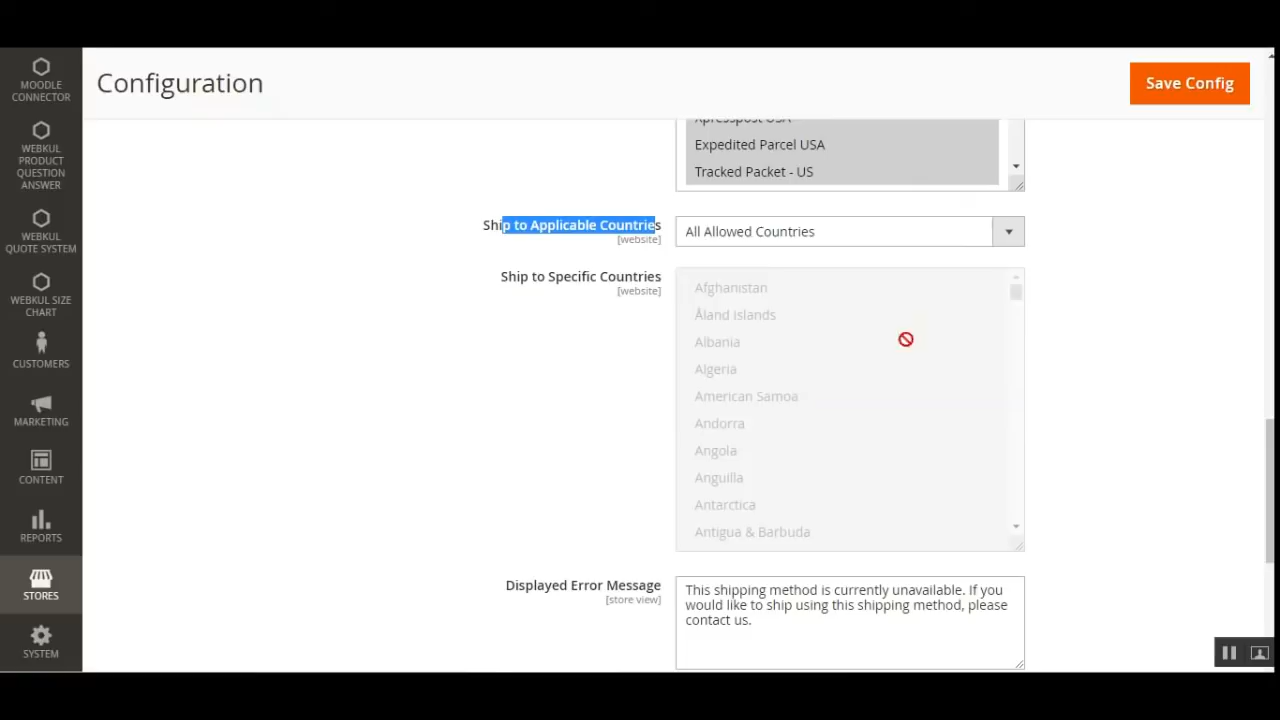 MOODLE
CONNECTOR
WEBKUL
PRODUCT
QUESTION
ANSWER
WEBKUL
QUOTE SYSTEM
WEBKUL SIZE
CHART
CUSTOMERS
MARKETING
CONTENT
REPORTS
STORES
SYSTEM
Configuration
Save Config
Xpresspost USA
Expedited Parcel USA
Tracked Packet - US
Ship to Applicable Countries
[website]
All Allowed Countries
Ship to Specific Countries
[website]
Afghanistan
Åland Islands
Albania
Algeria
American Samoa
Andorra
Angola
Anguilla
Antarctica
Antigua & Barbuda
Displayed Error Message
[store view]
This shipping method is currently unavailable. If you
would like to ship using this shipping method, please
contact us.